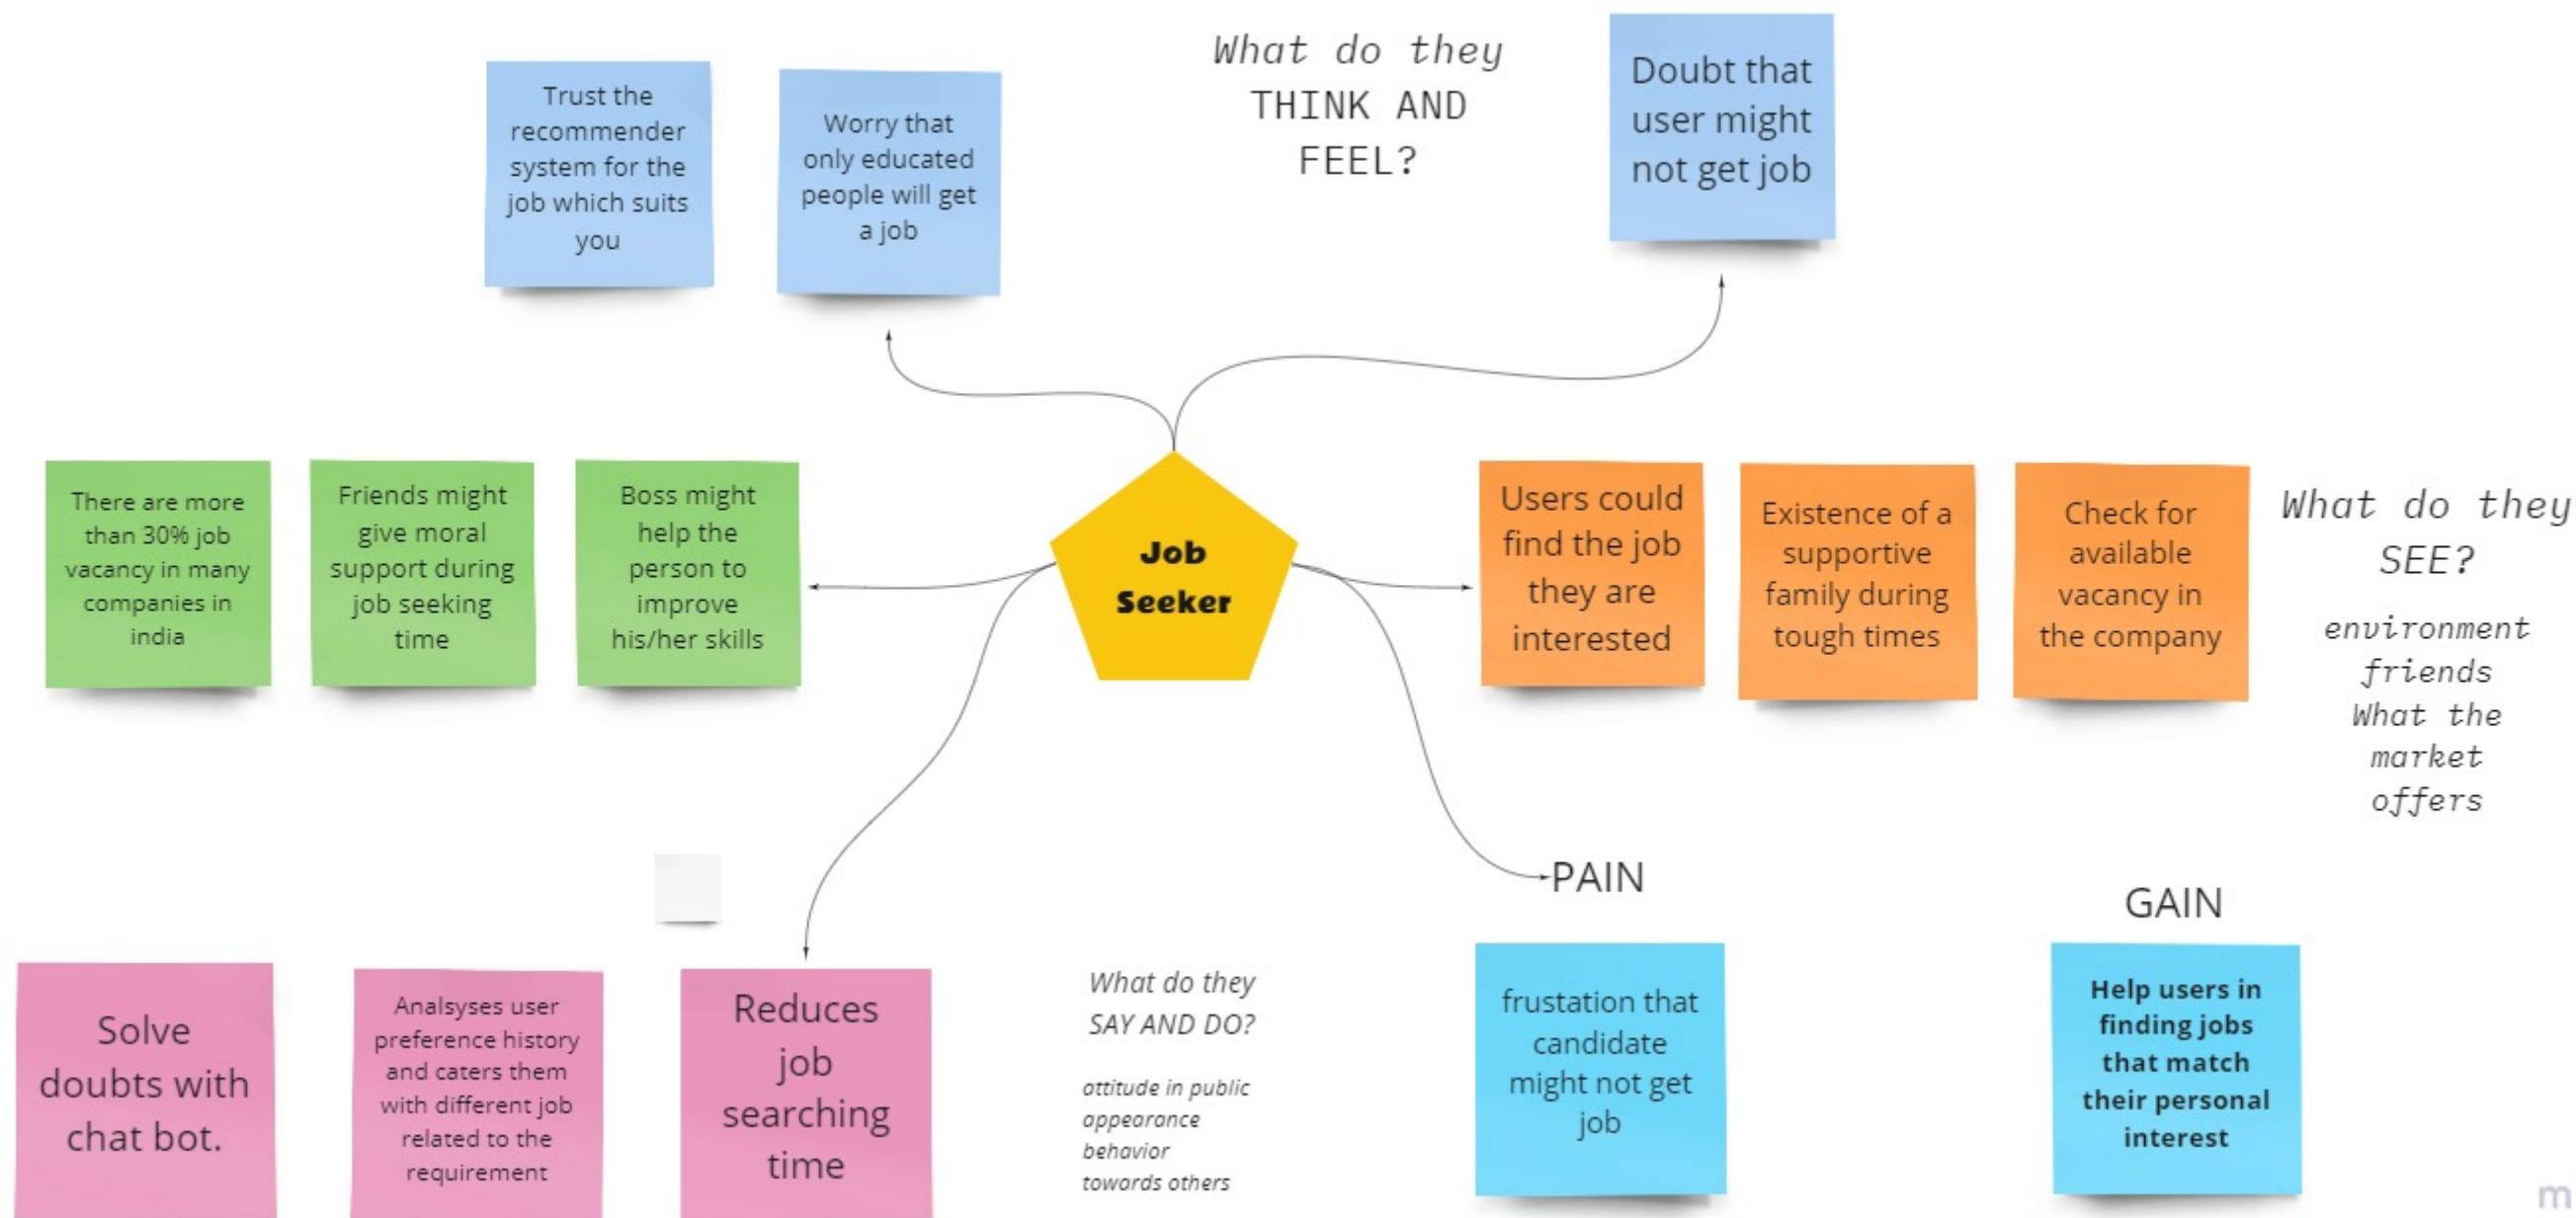 Trust the
recommender
system for the
job which suits
you
Worry that
only educated
people will get
a job
What do they
THINK AND
FEEL?
Doubt that
user might
not get job
There are more
than 30% job
vacancy in many
companies in
india
Friends might
give moral
support during
job seeking
time
Boss might
help the
person to
improve
his/her skills
Job
Seeker
Users could
find the job
they are
interested
Existence of a
supportive
family during
tough times
Check for
available
vacancy in
the company
What do they
SEE?
environment
friends
What the
market
offers
Solve
doubts with
chat bot.
Analsyses user
preference history
and caters them
with different job
related to the
requirement
Reduces
job
searching
time
What do they
SAY AND DO?
attitude in public
appearance
behavior
towards others
PAIN
frustation that
candidate
might not get
job
GAIN
Help users in
finding jobs
that match
their personal
interest
m